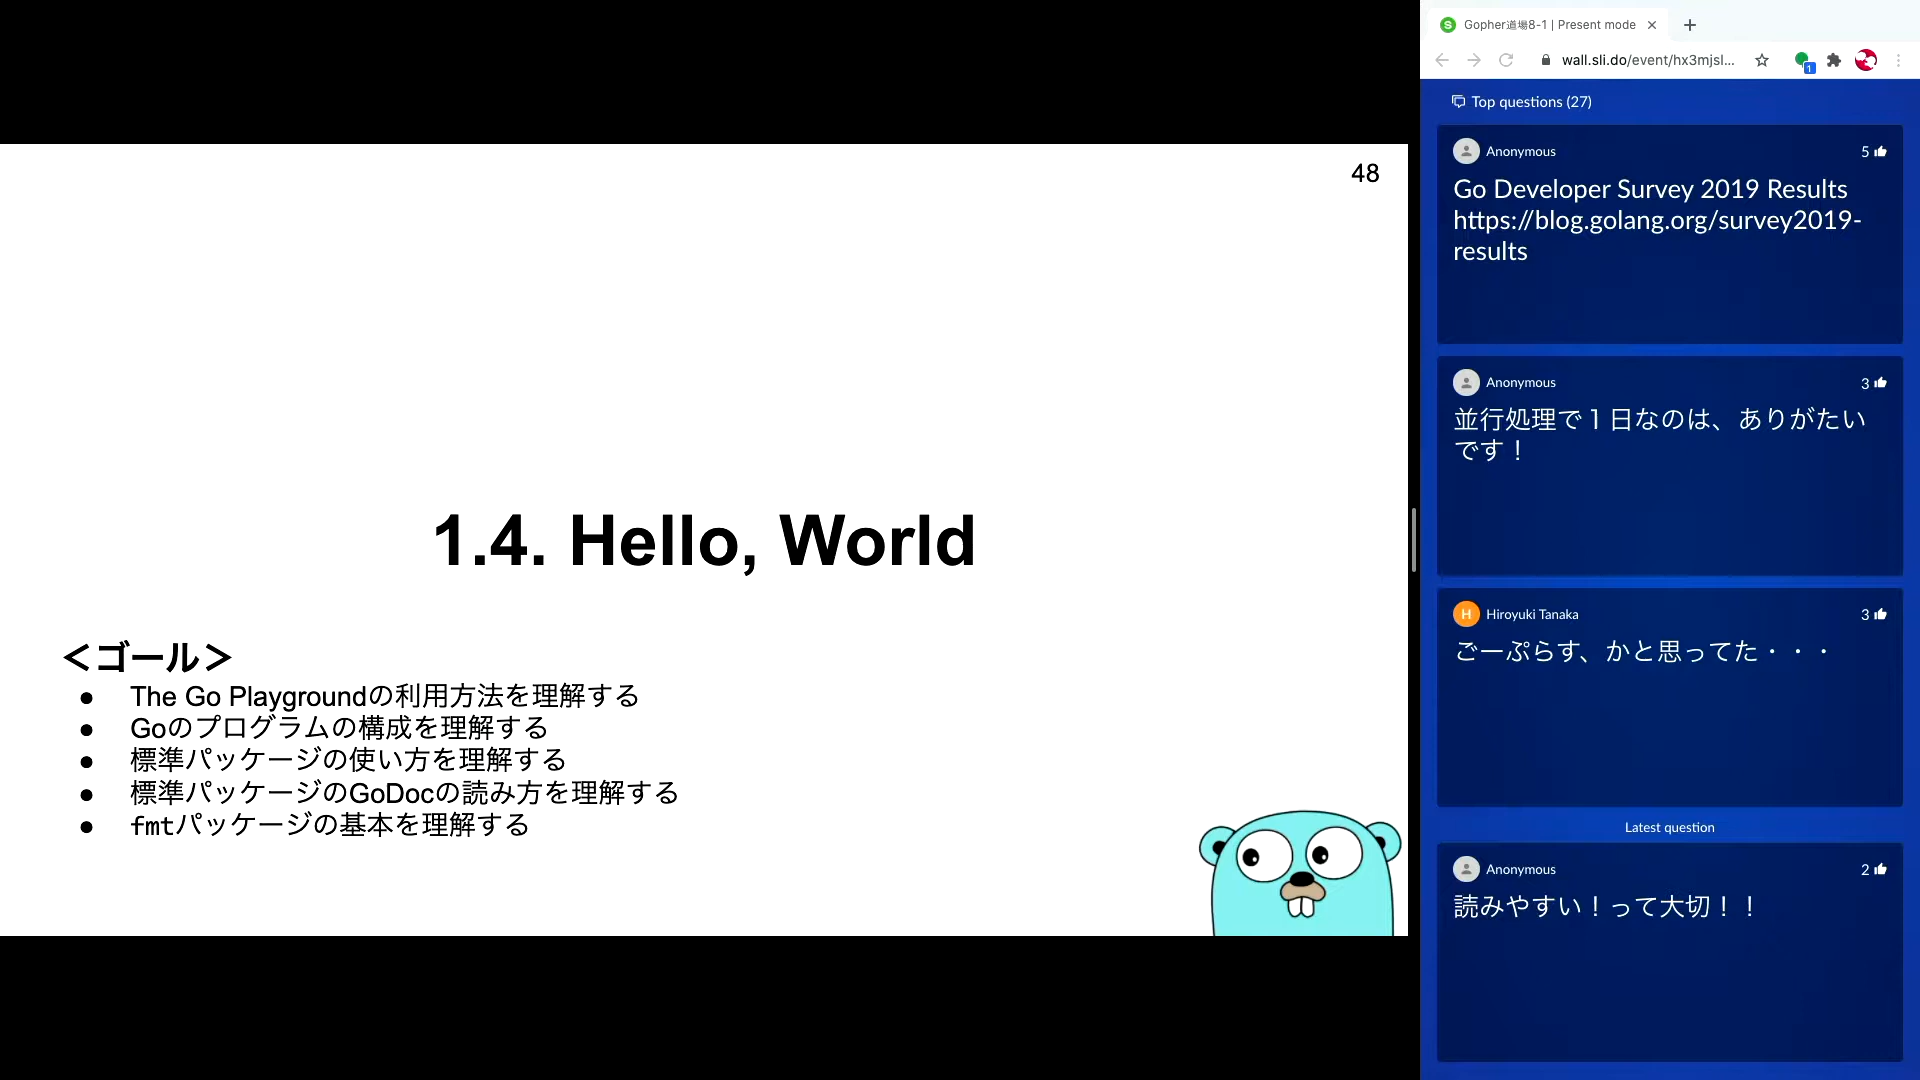 48
1.4. Hello, World
＜ゴール＞
● The Go Playgroundの利用方法を理解する
● Goのプログラムの構成を理解する
● 標準パッケージの使い方を理解する
● 標準パッケージのGoDocの読み方を理解する
● fmtパッケージの基本を理解する
Gopher道場8-1 | Present mode
wall.sli.do/event/hx3mjsl...
1
Top questions (27)
Anonymous 5
Go Developer Survey 2019 Results
https://blog.golang.org/survey2019-
results
Anonymous 3
並行処理で１日なのは、ありがたい
です！
H Hiroyuki Tanaka 3
ごーぷらす、かと思ってた・・・
Latest question
Anonymous 2
読みやすい！って大切！！